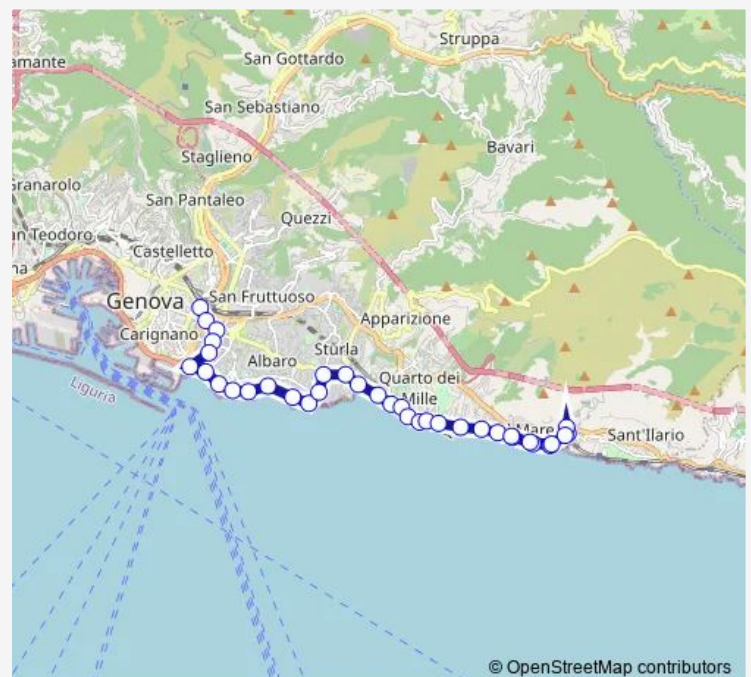 Struppa
San Gottardo
amante
San Sebastiano
Bavari
Staglieno
Granarolo
San Pantaleo
Quezzi
an Teodoro
Castelletto
na
Genova
San Fruttuoso
Apparizione
Carignano
Albaro
Sturla
Liguria
Quarto dei
Mille
l Mare
Sant'Ilario
© OpenStreetMap contributors